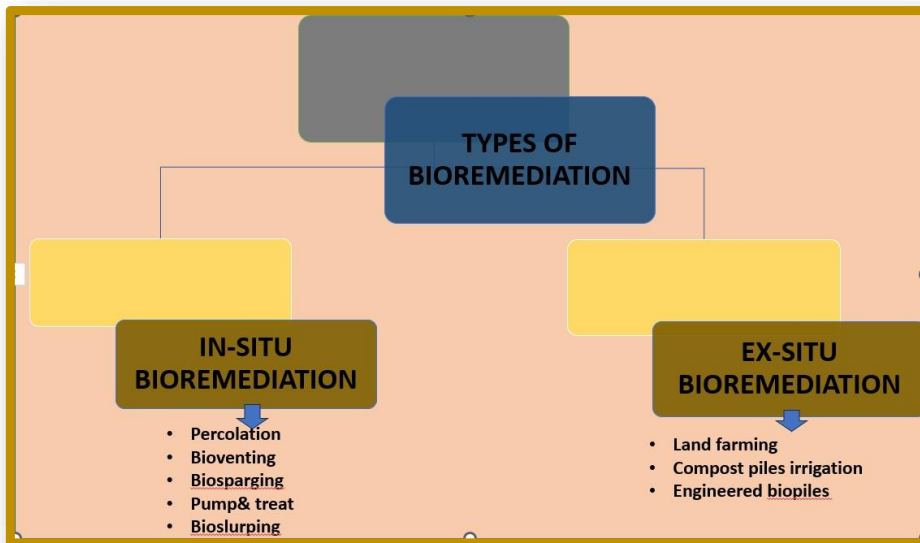 TYPES OF
BIOREMEDIATION
IN-SITU
BIOREMEDIATION
• Percolation
• Bioventing
• Biosparging
• Pump& treat
• Bioslurping
EX-SITU
BIOREMEDIATION
• Land farming
• Compost piles irrigation
• Engineered biopiles